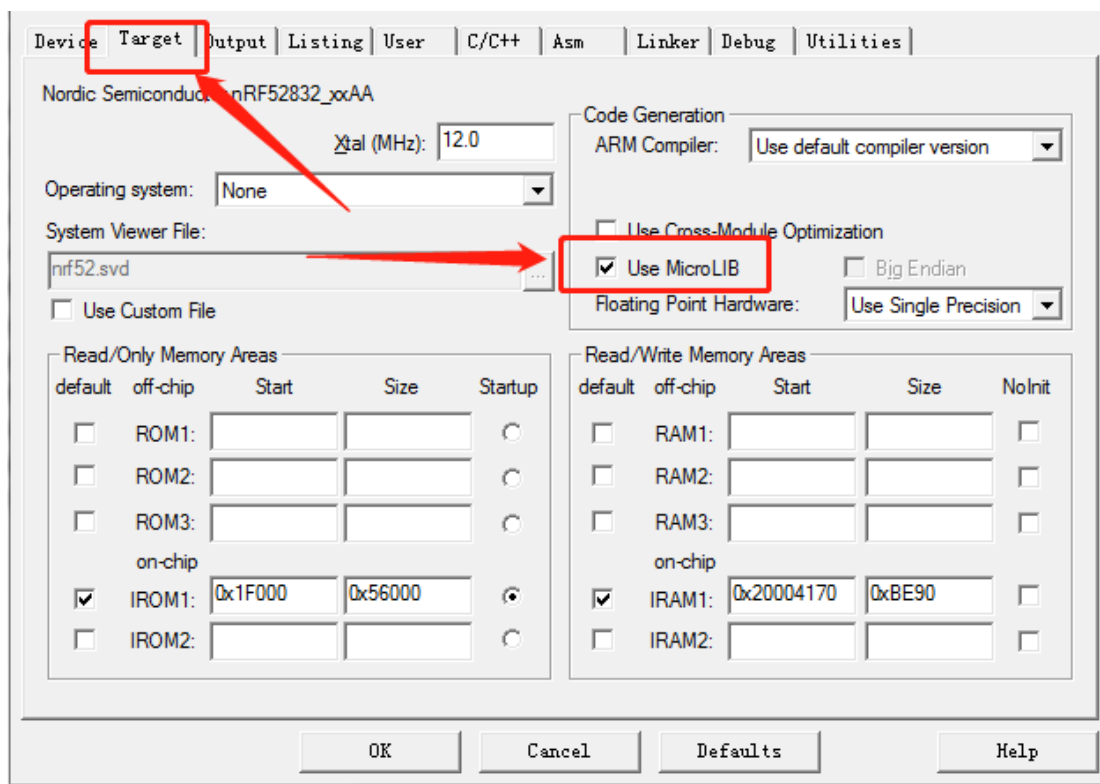 Device Target Output Listing User C/C++ Asm Linker Debug Utilities
Nordic Semiconduc nRF52832_xxAA
Xtal (MHz): 12.0
Operating system: None
System Viewer File:
nrf52.svd ...
Use Custom File
Code Generation
ARM Compiler: Use default compiler version
Use Cross-Module Optimization
Use MicroLIB Big Endian
Floating Point Hardware: Use Single Precision
Read/Only Memory Areas
default off-chip Start Size Startup
ROM1:
ROM2:
ROM3:
on-chip
IROM1: 0x1F000 0x56000
IROM2:
Read/Write Memory Areas
default off-chip Start Size NoInit
RAM1:
RAM2:
RAM3:
on-chip
IRAM1: 0x20004170 0xBE90
IRAM2:
OK Cancel Defaults Help